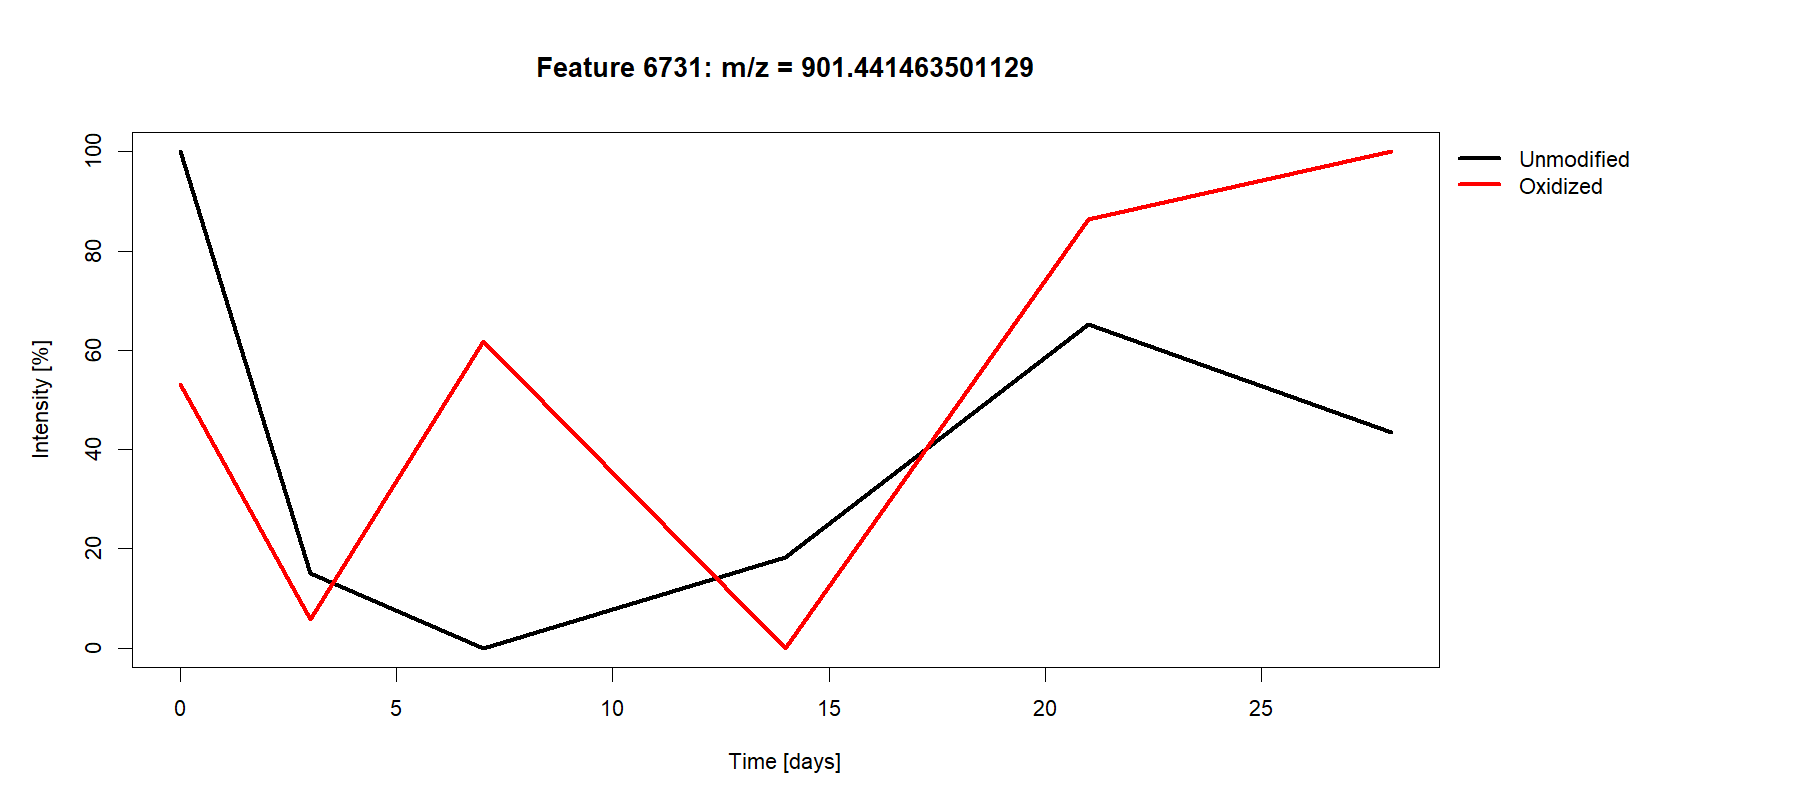 Feature 6731: m/z = 901.441463501129
Unmodified
Oxidized
Intensity [%]
100
80
60
40
20
0
0 5 10 15 20 25
Time [days]